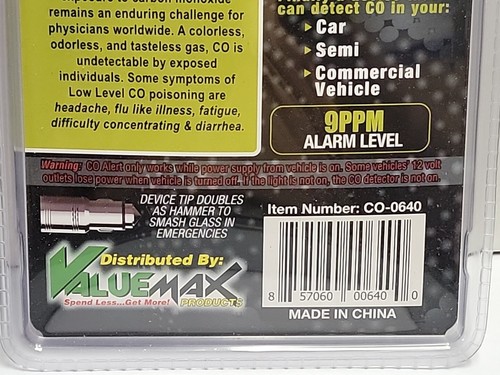 remains an enduring challenge for
physicians worldwide. A colorless,
odorless, and tasteless gas, CO is
undetectable by exposed
individuals. Some symptoms of
Low Level CO poisoning are
headache, flu like illness, fatigue,
difficulty concentrating & diarrhea.
can detect CO in your:
Car
Semi
Commercial
Vehicle
9PPM
ALARM LEVEL
Warning: CO Alert only works while power supply from vehicle is on. Some vehicles' 12 volt
outlets lose power when vehicle is turned off. If the light is not on, the CO detector is not on.
DEVICE TIP DOUBLES
AS HAMMER TO
SMASH GLASS IN
EMERGENCIES
Distributed By:
VALUEMAX
Spend Less...Get More!
PRODUCTS
Item Number: CO-0640
8 57060 00640 0
MADE IN CHINA